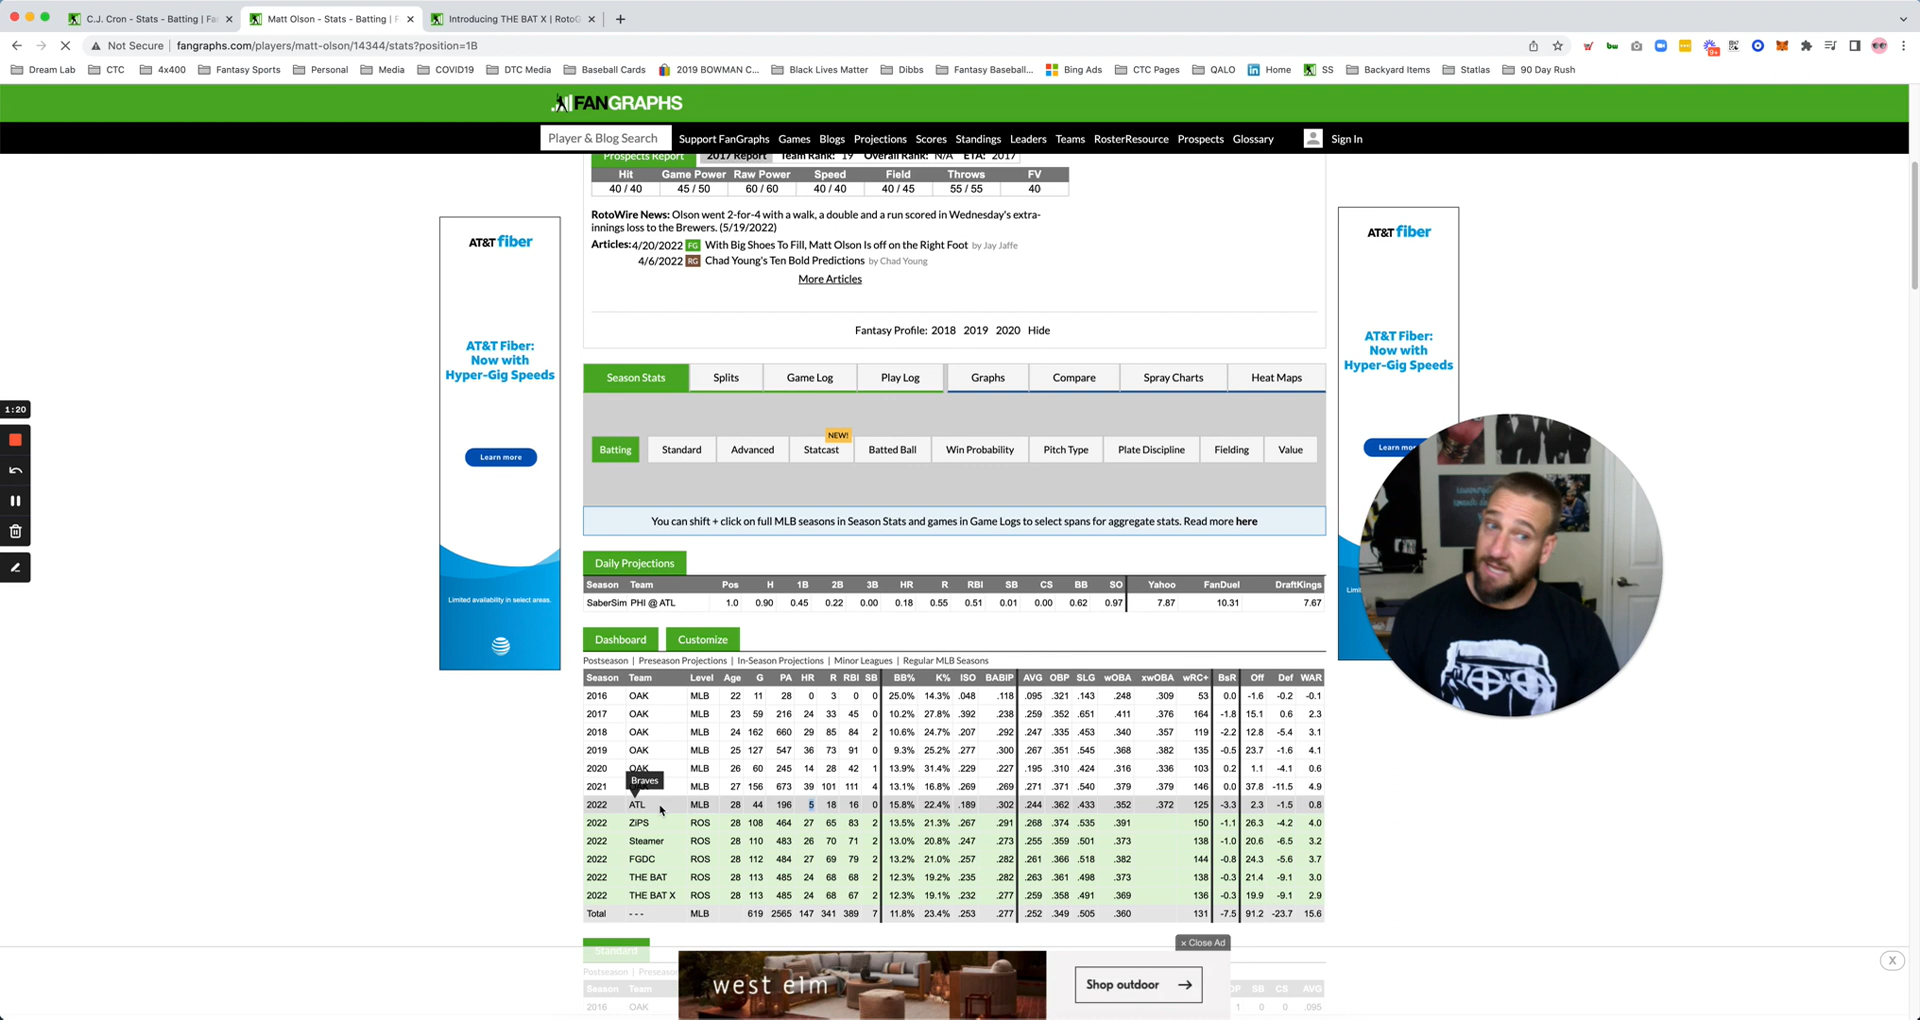 C.J. Cron - Stats - Batting | Fa ×
Matt Olson - Stats - Batting | F ×
Introducing THE BAT X | RotoG ×
Not Secure | fangraphs.com/players/matt-olson/14344/stats?position=1B
9+
Dream Lab CTC 4x400 Fantasy Sports Personal Media COVID19 DTC Media Baseball Cards 2019 BOWMAN C... Black Lives Matter Dibbs Fantasy Baseball... Bing Ads CTC Pages QALO Home SS Backyard Items Statlas 90 Day Rush
FANGRAPHS
Player & Blog Search Support FanGraphs Games Blogs Projections Scores Standings Leaders Teams RosterResource Prospects Glossary Sign In
Prospects Report 2017 Report Team Rank: 19 Overall Rank: N/A ETA: 2017
Hit Game Power Raw Power Speed Field Throws FV
40 / 40 45 / 50 60 / 60 40 / 40 40 / 45 55 / 55 40
RotoWire News: Olson went 2-for-4 with a walk, a double and a run scored in Wednesday's extra-
innings loss to the Brewers. (5/19/2022)
Articles: 4/20/2022 FG With Big Shoes To Fill, Matt Olson Is off on the Right Foot by Jay Jaffe
4/6/2022 RG Chad Young's Ten Bold Predictions by Chad Young
More Articles
Fantasy Profile: 2018 2019 2020 Hide
AT&T fiber
AT&T Fiber:
Now with
Hyper-Gig Speeds
Learn more
Limited availability in select areas.
AT&T
AT&T fiber
AT&T Fiber:
Now with
Hyper-Gig Speeds
1:20
Season Stats Splits Game Log Play Log Graphs Compare Spray Charts Heat Maps
NEW!
Batting Standard Advanced Statcast Batted Ball Win Probability Pitch Type Plate Discipline Fielding Value
You can shift + click on full MLB seasons in Season Stats and games in Game Logs to select spans for aggregate stats. Read more here
Daily Projections
Season Team Pos H 1B 2B 3B HR R RBI SB CS BB SO Yahoo FanDuel DraftKings
SaberSim PHI @ ATL 1.0 0.90 0.45 0.22 0.00 0.18 0.55 0.51 0.01 0.00 0.62 0.97 7.87 10.31 7.67
Dashboard Customize
Postseason | Preseason Projections | In-Season Projections | Minor Leagues | Regular MLB Seasons
Season Team Level Age G PA HR R RBI SB BB% K% ISO BABIP AVG OBP SLG wOBA xwOBA wRC+ BsR Off Def WAR
2016 OAK MLB 22 11 28 0 3 0 0 25.0% 14.3% .048 .118 .095 .321 .143 .248 .309 53 0.0 -1.6 -0.2 -0.1
2017 OAK MLB 23 59 216 24 33 45 0 10.2% 27.8% .392 .238 .259 .352 .651 .411 .376 164 -1.8 15.1 0.6 2.3
2018 OAK MLB 24 162 660 29 85 84 2 10.6% 24.7% .207 .292 .247 .335 .453 .340 .357 119 -2.2 12.8 -5.4 3.1
2019 OAK MLB 25 127 547 36 73 91 0 9.3% 25.2% .277 .300 .267 .351 .545 .368 .382 135 -0.5 23.7 -1.6 4.1
2020 OAK MLB 26 60 245 14 28 42 1 13.9% 31.4% .229 .227 .195 .310 .424 .316 .336 103 0.2 1.1 -4.1 0.6
Braves
2021 MLB 27 156 673 39 101 111 4 13.1% 16.8% .269 .269 .271 .371 .540 .379 .379 146 0.0 37.8 -11.5 4.9
2022 ATL MLB 28 44 196 5 18 16 0 15.8% 22.4% .189 .302 .244 .362 .433 .352 .372 125 -3.3 2.3 -1.5 0.8
2022 ZiPS ROS 28 108 464 27 65 83 2 13.5% 21.3% .267 .291 .268 .374 .535 .391 150 -1.1 26.3 -4.2 4.0
2022 Steamer ROS 28 110 483 26 70 71 2 13.0% 20.8% .247 .273 .255 .359 .501 .373 138 -1.0 20.6 -6.5 3.2
2022 FGDC ROS 28 112 484 27 69 79 2 13.2% 21.0% .257 .282 .261 .366 .518 .382 144 -0.8 24.3 -5.6 3.7
2022 THE BAT ROS 28 113 485 24 68 68 2 12.3% 19.2% .235 .282 .263 .361 .498 .373 138 -0.3 21.4 -9.1 3.0
2022 THE BAT X ROS 28 113 485 24 68 67 2 12.3% 19.1% .232 .277 .259 .358 .491 .369 136 -0.3 19.9 -9.1 2.9
Total - - - MLB 619 2565 147 341 389 7 11.8% 23.4% .253 .277 .252 .349 .505 .360 131 -7.5 91.2 -23.7 15.6
× Close Ad
Standard
Postseason | Preseaso
west elm
Shop outdoor →
Season Team SB CS AVG
2016 OAK 1 0 0 .095
X